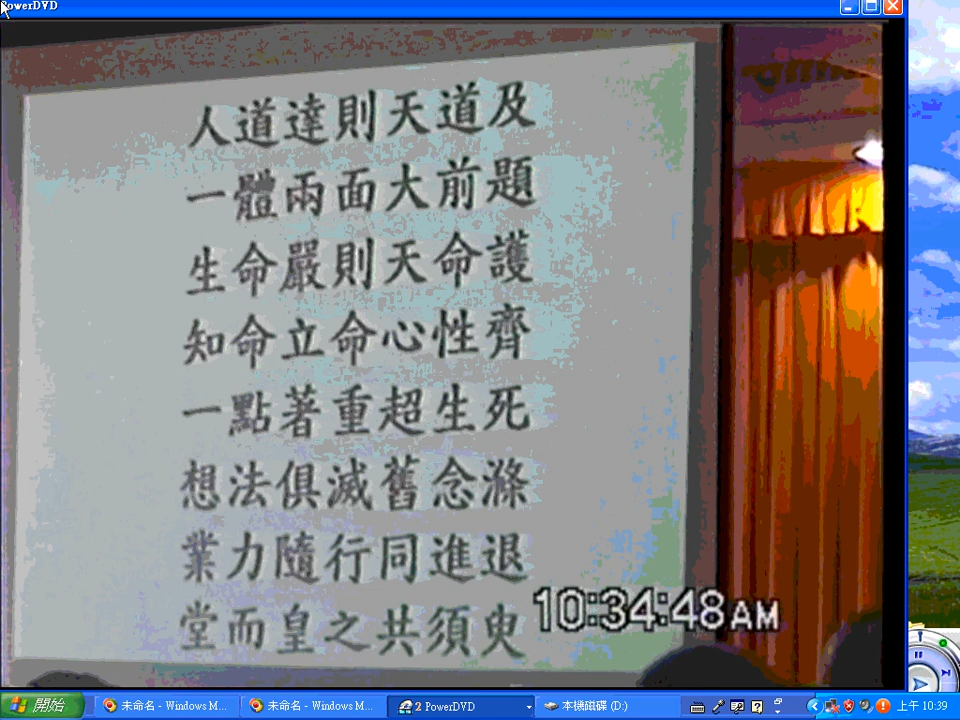 PowerDVD
人道達則天道及
一體兩面大前題
生命嚴則天命護
知命立命心性齊
一點著重超生死
想法俱滅舊念滌
業力隨行同進退
堂而皇之共須臾
10:34:48AM
開始
未命名 - Windows M...
未命名 - Windows M...
2 PowerDVD
本機磁碟 (D:)
上午 10:39